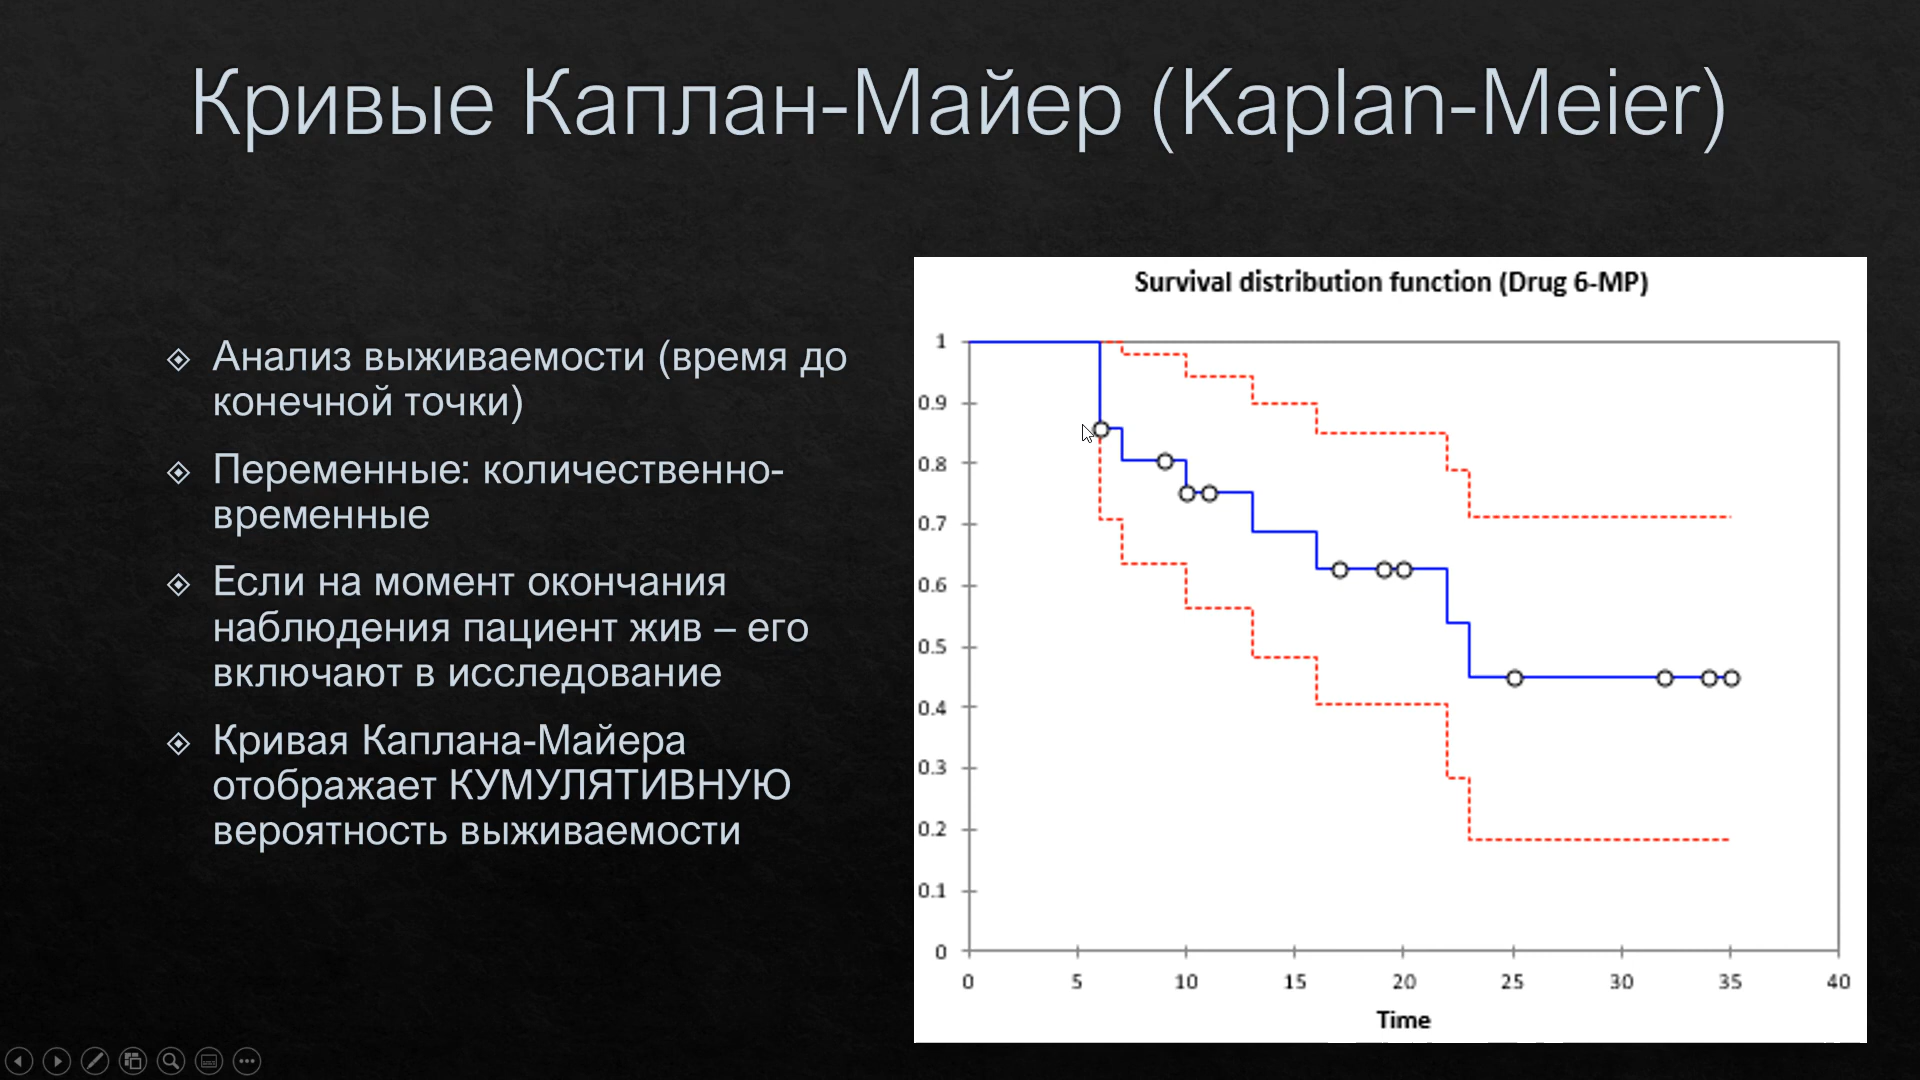 Кривые Каплан-Майер (Kaplan-Meier)
Анализ выживаемости (время до
конечной точки)
Переменные: количественно-
временные
Если на момент окончания
наблюдения пациент жив – его
включают в исследование
Кривая Каплана-Майера
отображает КУМУЛЯТИВНУЮ
вероятность выживаемости
Survival distribution function (Drug 6-MP)
1
0.9
0.8
0.7
0.6
0.5
0.4
0.3
0.2
0.1
0
0 5 10 15 20 25 30 35 40
Time